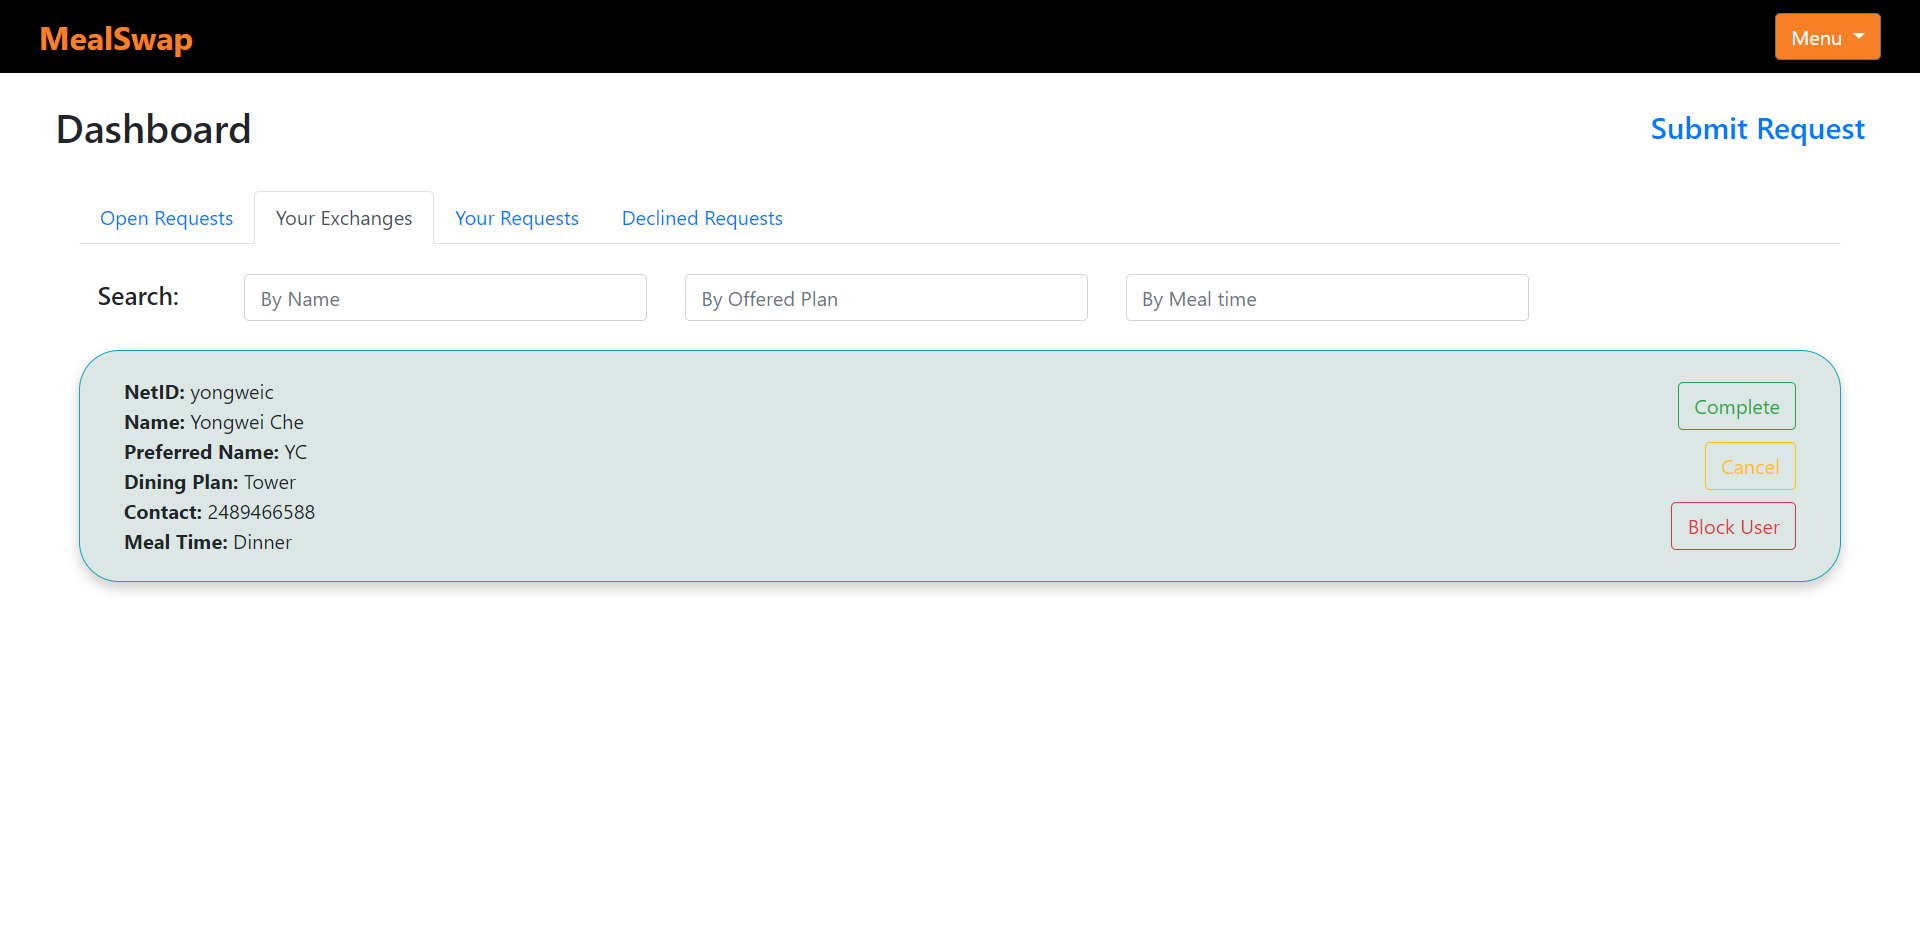 MealSwap
Menu
Dashboard
Submit Request
Open Requests
Your Exchanges
Your Requests
Declined Requests
Search:
By Name
By Offered Plan
By Meal time
NetID: yongweic
Name: Yongwei Che
Preferred Name: YC
Dining Plan: Tower
Contact: 2489466588
Meal Time: Dinner
Complete
Cancel
Block User